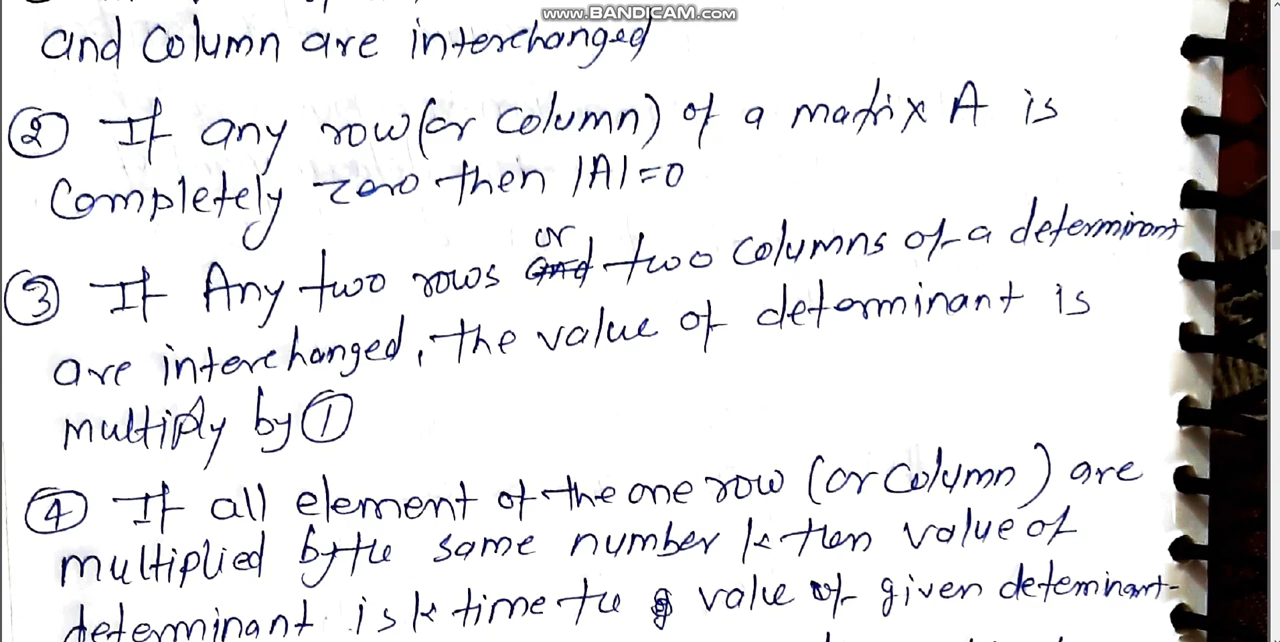 www.BANDICAM.com
and Column are interchanged
② If any row (or Column) of a matrix A is
Completely zero then |A|=0
or
③ If Any two rows and two columns of a determinant
are interchanged, the value of determinant is
multiply by ①
④ If all element of the one row (or Column) are
multiplied by the same number k then value of
determinant is k time the value of given deteminant-